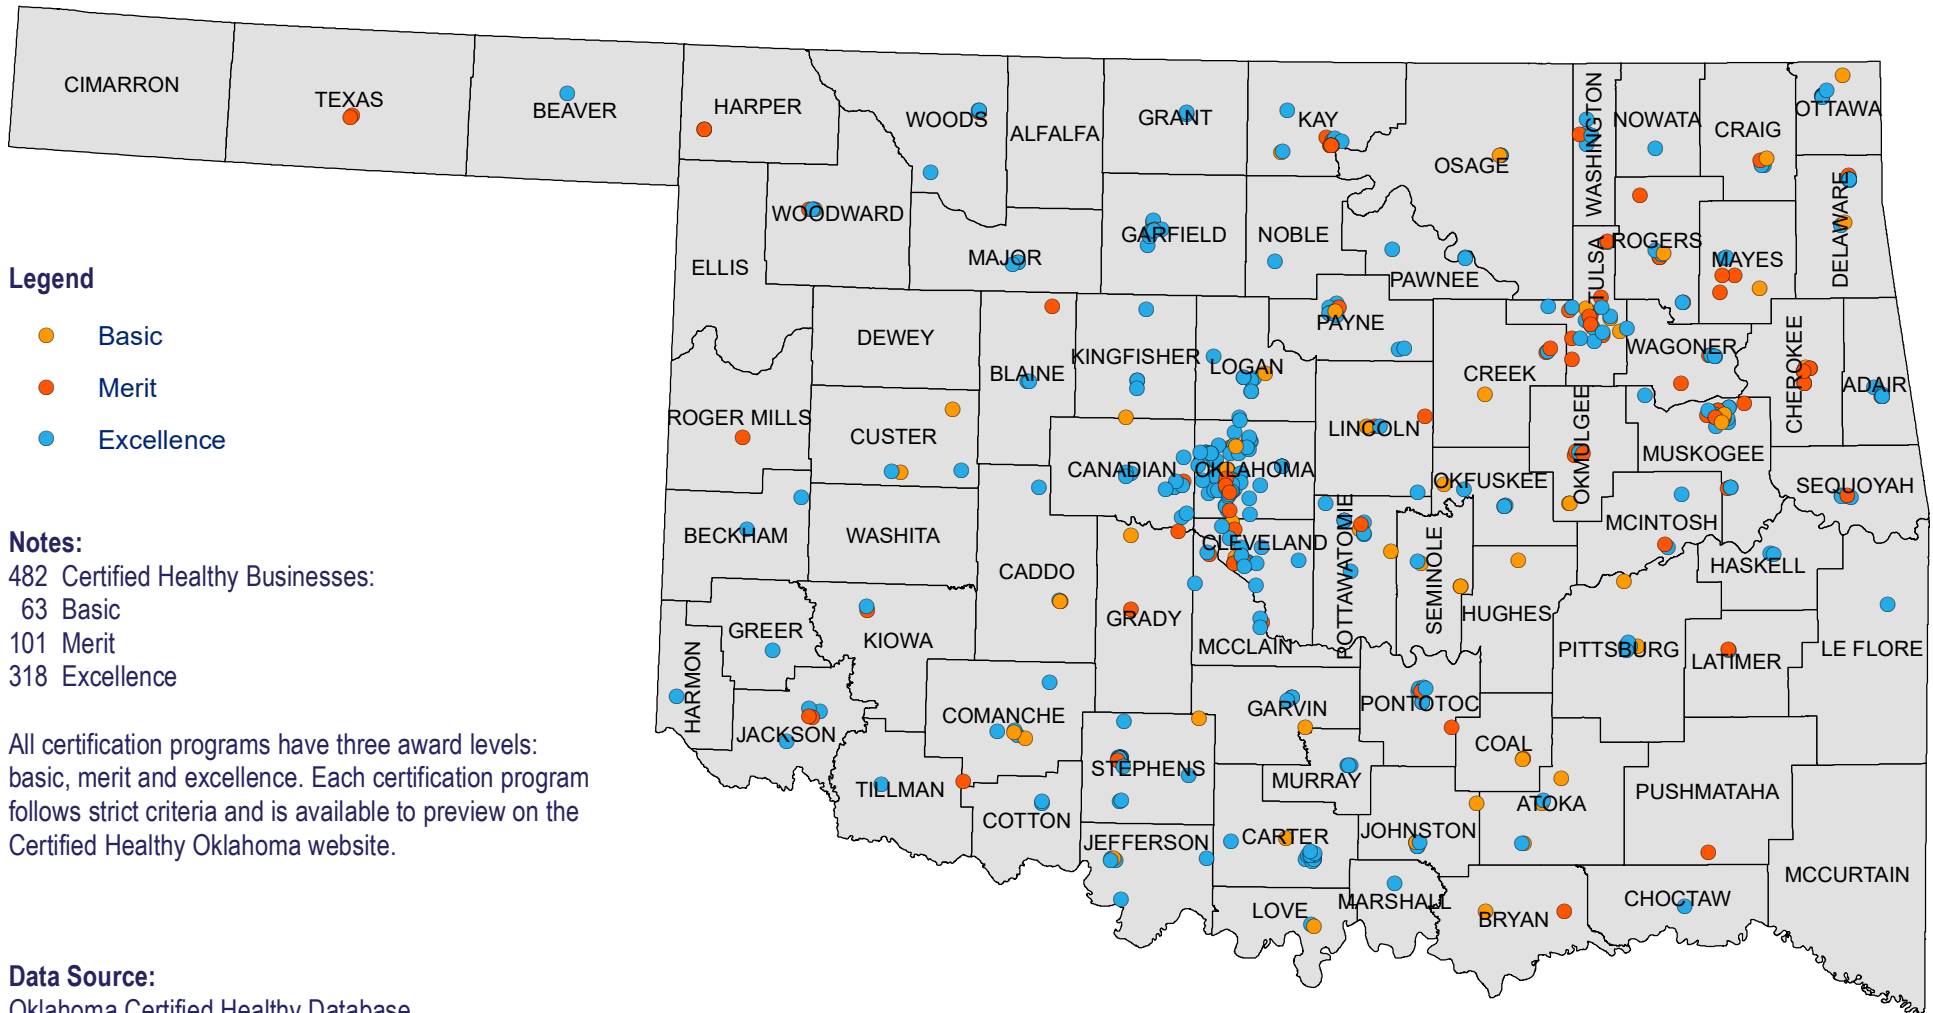 CIMARRON
TEXAS
BEAVER
HARPER
WOODS
ALFALFA
GRANT
KAY
OSAGE
WASHINGTON
NOWATA
CRAIG
OTTAWA
WOODWARD
ELLIS
MAJOR
GARFIELD
NOBLE
PAWNEE
TULSA
ROGERS
MAYES
DELAWARE
DEWEY
BLAINE
KINGFISHER
LOGAN
PAYNE
CREEK
WAGONER
CHEROKEE
ADAIR
ROGER MILLS
CUSTER
CANADIAN
OKLAHOMA
LINCOLN
OKFUSKEE
OKMULGEE
MUSKOGEE
SEQUOYAH
BECKHAM
WASHITA
CADDO
GRADY
CLEVELAND
MCCLAIN
POTTAWATOMIE
SEMINOLE
HUGHES
MCINTOSH
HASKELL
PITTSBURG
LATIMER
LE FLORE
HARMON
GREER
KIOWA
JACKSON
COMANCHE
TILLMAN
COTTON
STEPHENS
JEFFERSON
GARVIN
MURRAY
CARTER
LOVE
PONTOTOC
JOHNSTON
MARSHALL
COAL
ATOKA
BRYAN
PUSHMATAHA
CHOCTAW
MCCURTAIN
Legend
Basic
Merit
Excellence
Notes:
482 Certified Healthy Businesses:
63 Basic
101 Merit
318 Excellence
All certification programs have three award levels:
basic, merit and excellence. Each certification program
follows strict criteria and is available to preview on the
Certified Healthy Oklahoma website.
Data Source:
Oklahoma Certified Healthy Database